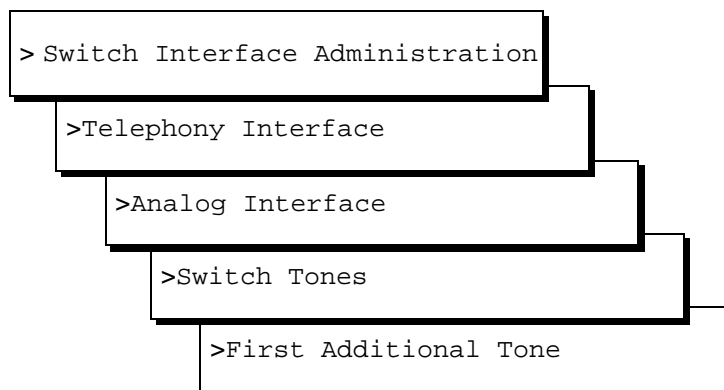 > Switch Interface Administration
>Telephony Interface
>Analog Interface
>Switch Tones
>First Additional Tone